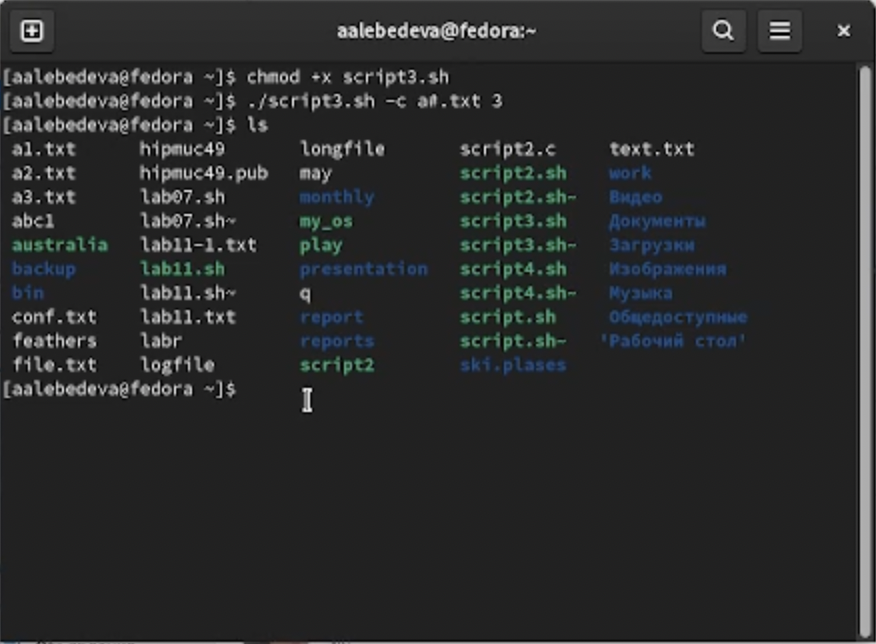 aalebedeva@fedora:~
[aalebedeva@fedora ~]$ chmod +x script3.sh
[aalebedeva@fedora ~]$ ./script3.sh -c a#.txt 3
[aalebedeva@fedora ~]$ ls
a1.txt hipmuc49 longfile script2.c text.txt
a2.txt hipmuc49.pub may script2.sh work
a3.txt lab07.sh monthly script2.sh~ Видео
abc1 lab07.sh~ my_os script3.sh Документы
australia lab11-1.txt play script3.sh~ Загрузки
backup lab11.sh presentation script4.sh Изображения
bin lab11.sh~ q script4.sh~ Музыка
conf.txt lab11.txt report script.sh Общедоступные
feathers labr reports script.sh~ 'Рабочий стол'
file.txt logfile script2 ski.plases
[aalebedeva@fedora ~]$